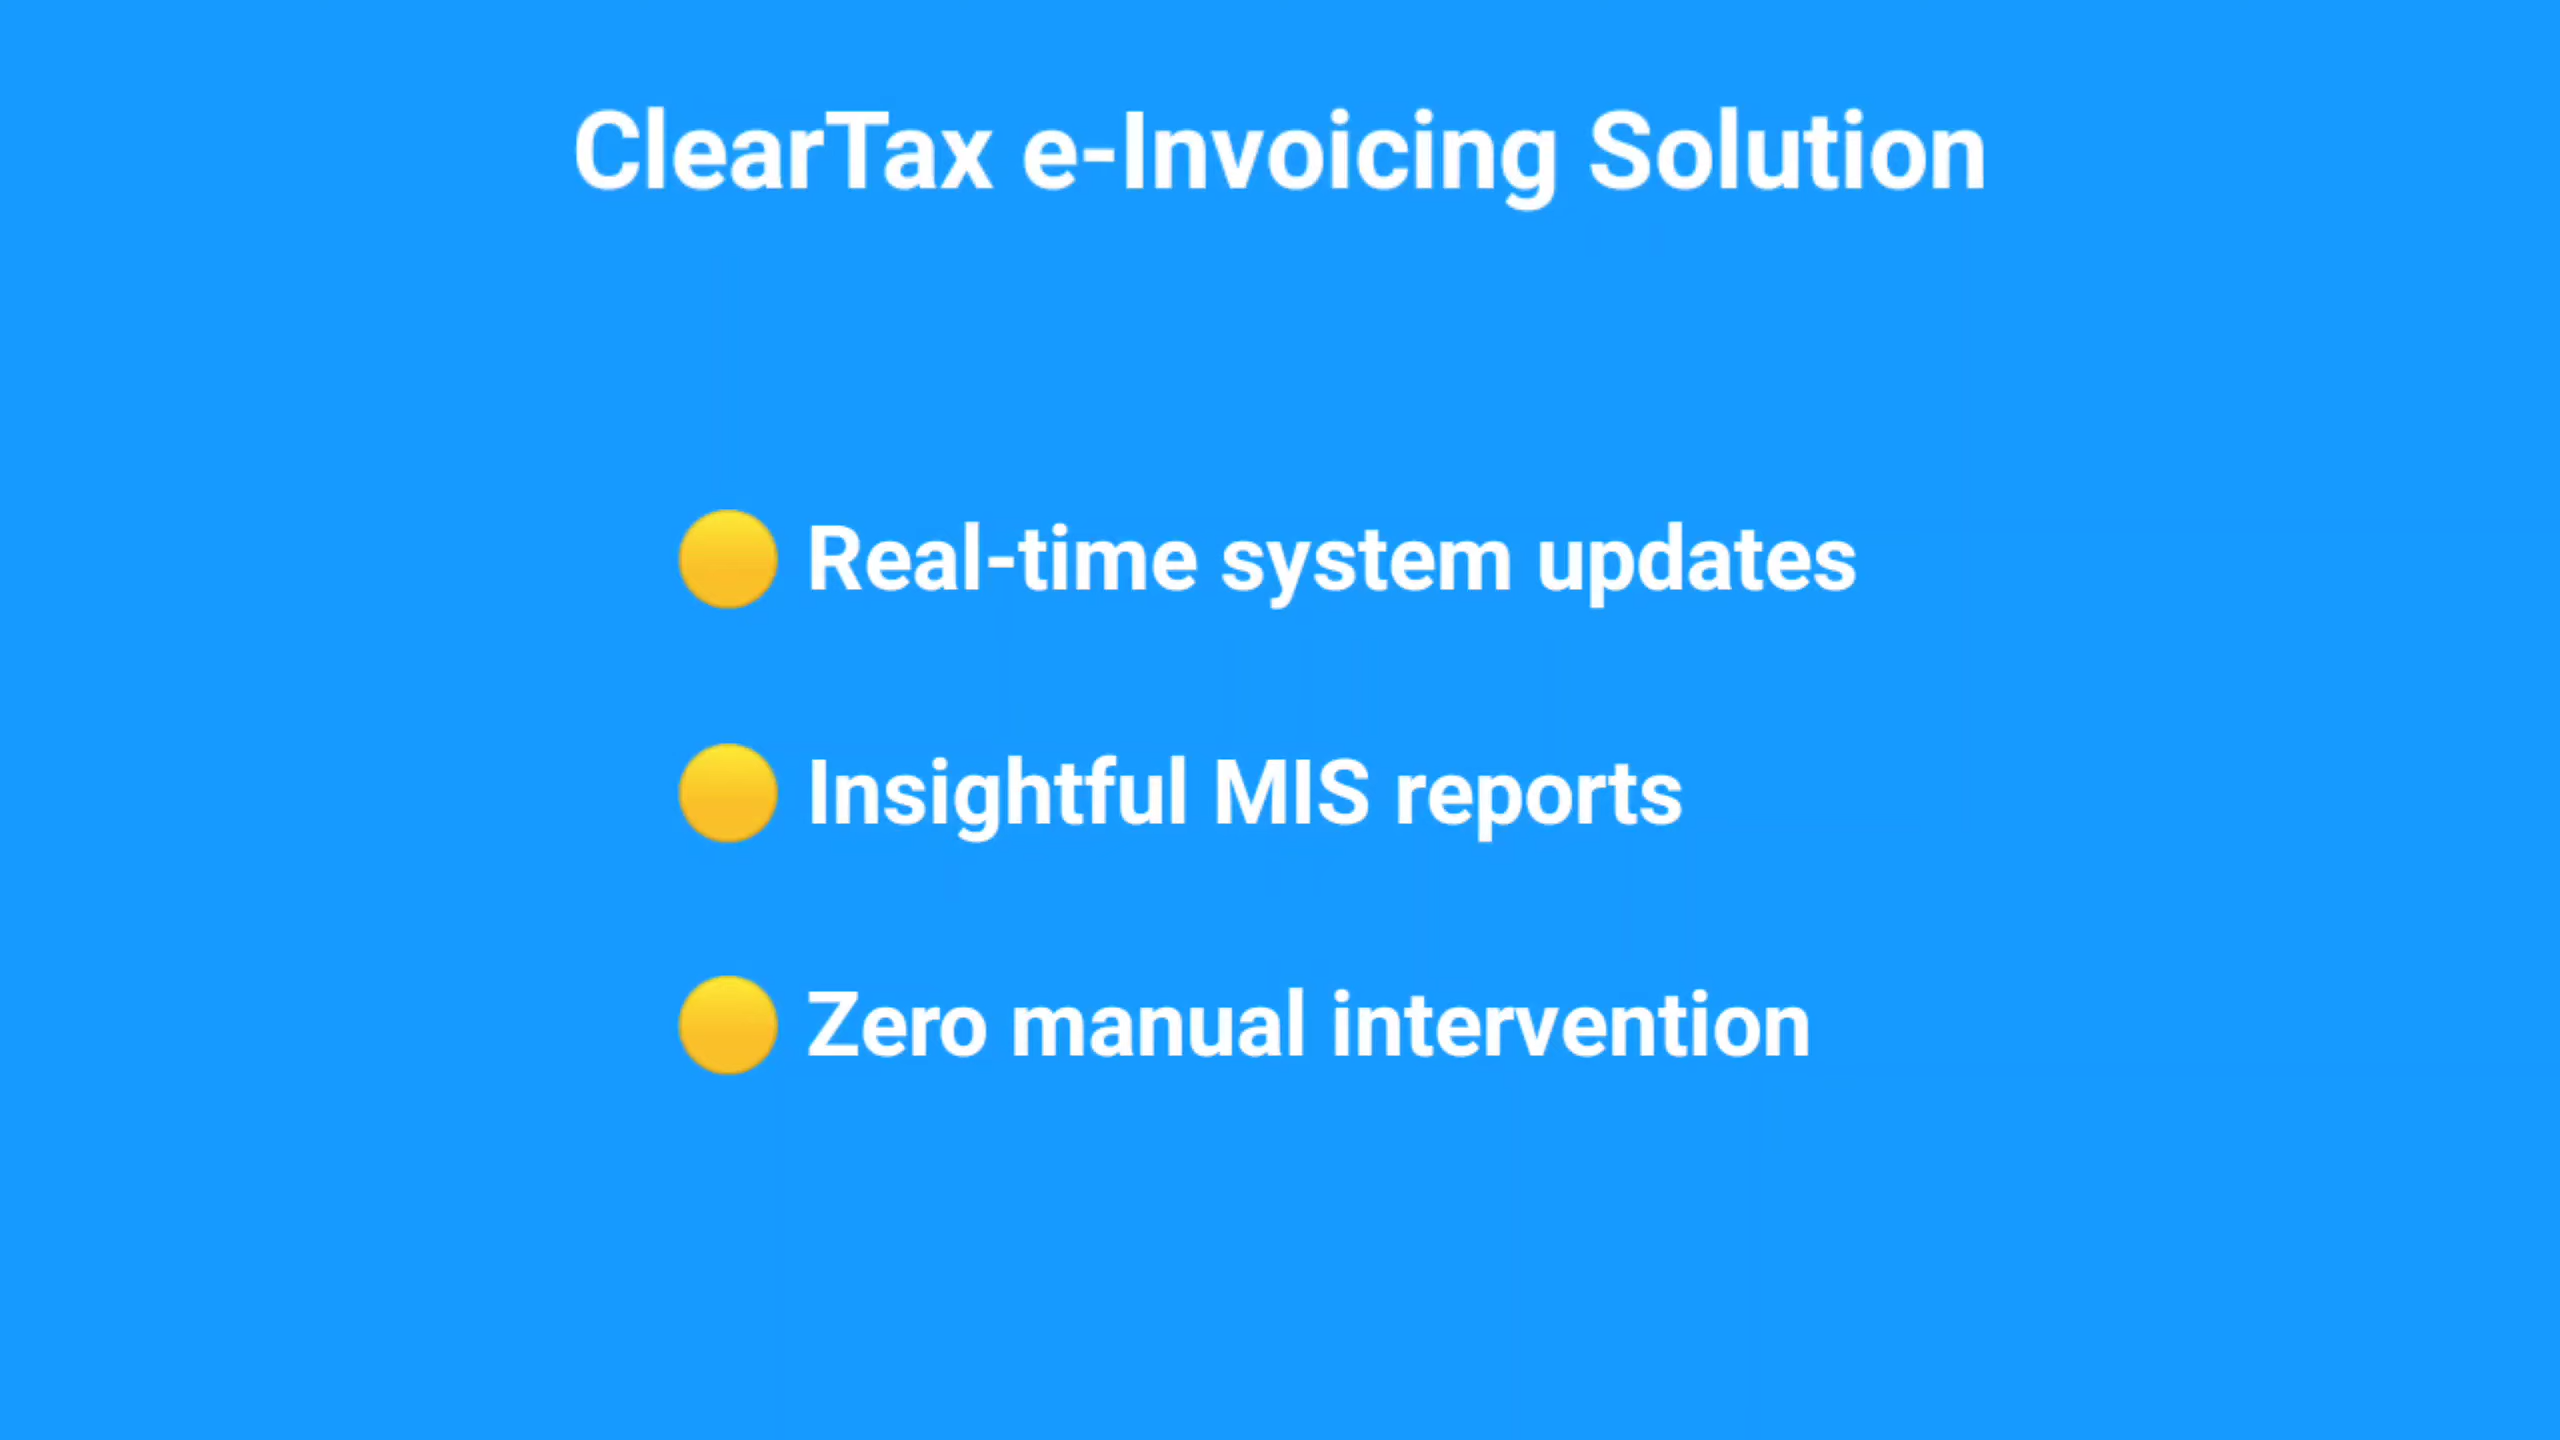 ClearTax e-Invoicing Solution
Real-time system updates
Insightful MIS reports
Zero manual intervention